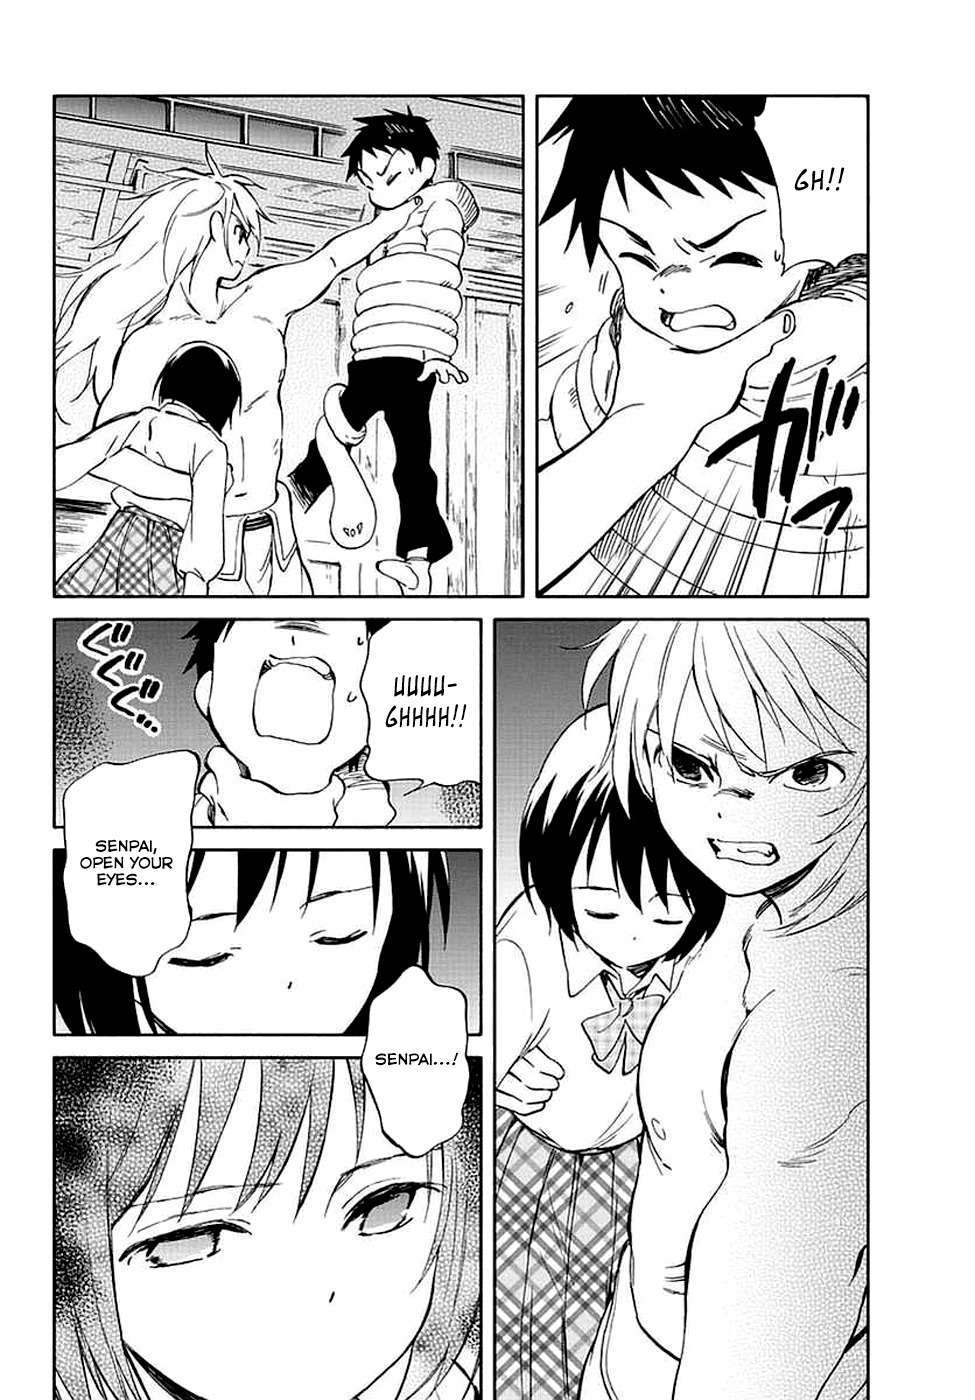 GH!!
ガッ
UUUU-
GHHHH!!
ぐ
ぐ
ぐ…
SENPAI,
OPEN YOUR
EYES...
SENPAI...!